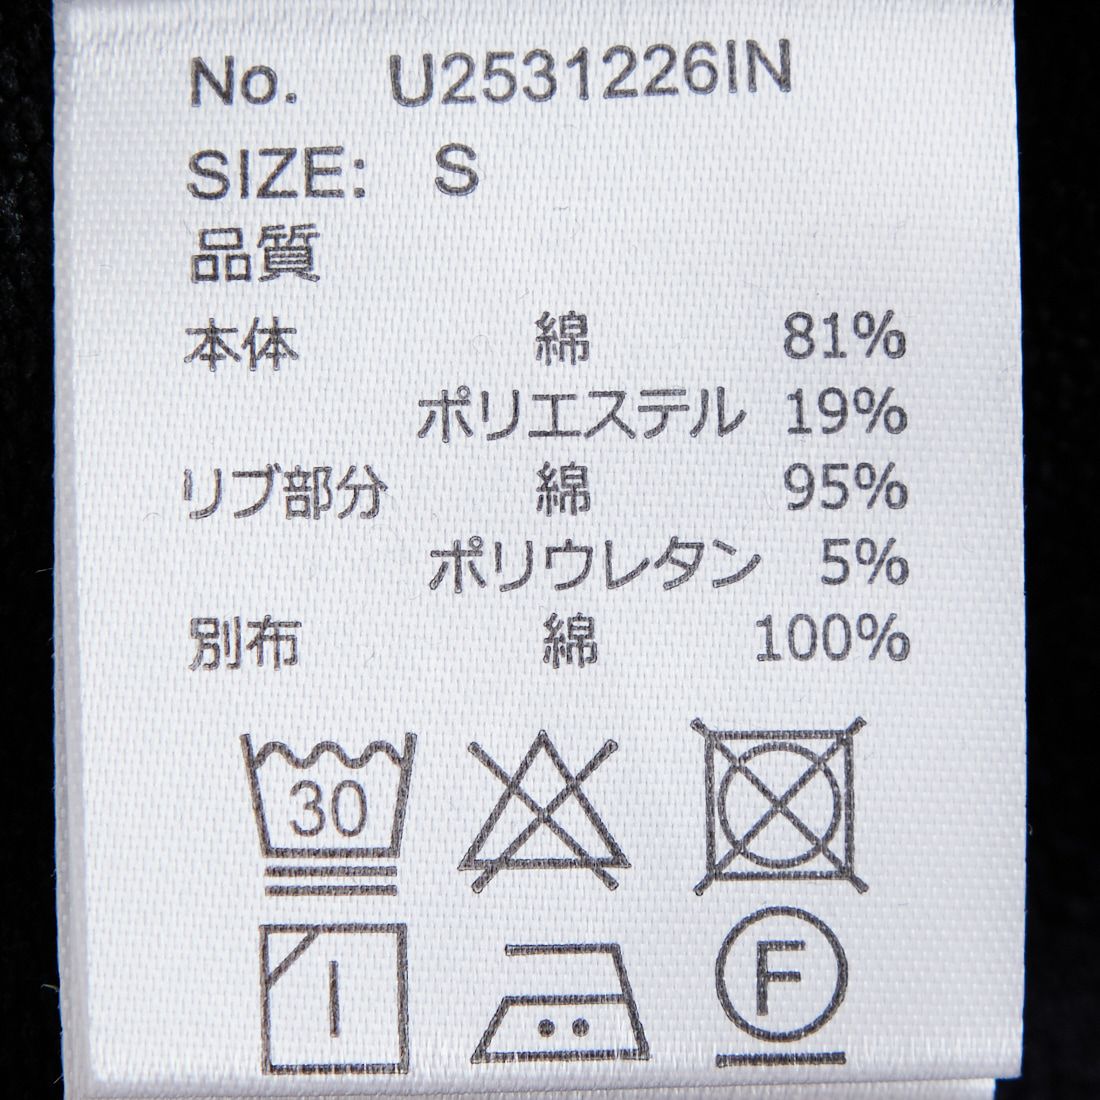 No. U2531226IN
SIZE: S
品質
本体 綿 81%
ポリエステル 19%
リブ部分 綿 95%
ポリウレタン 5%
別布 綿 100%
30
F